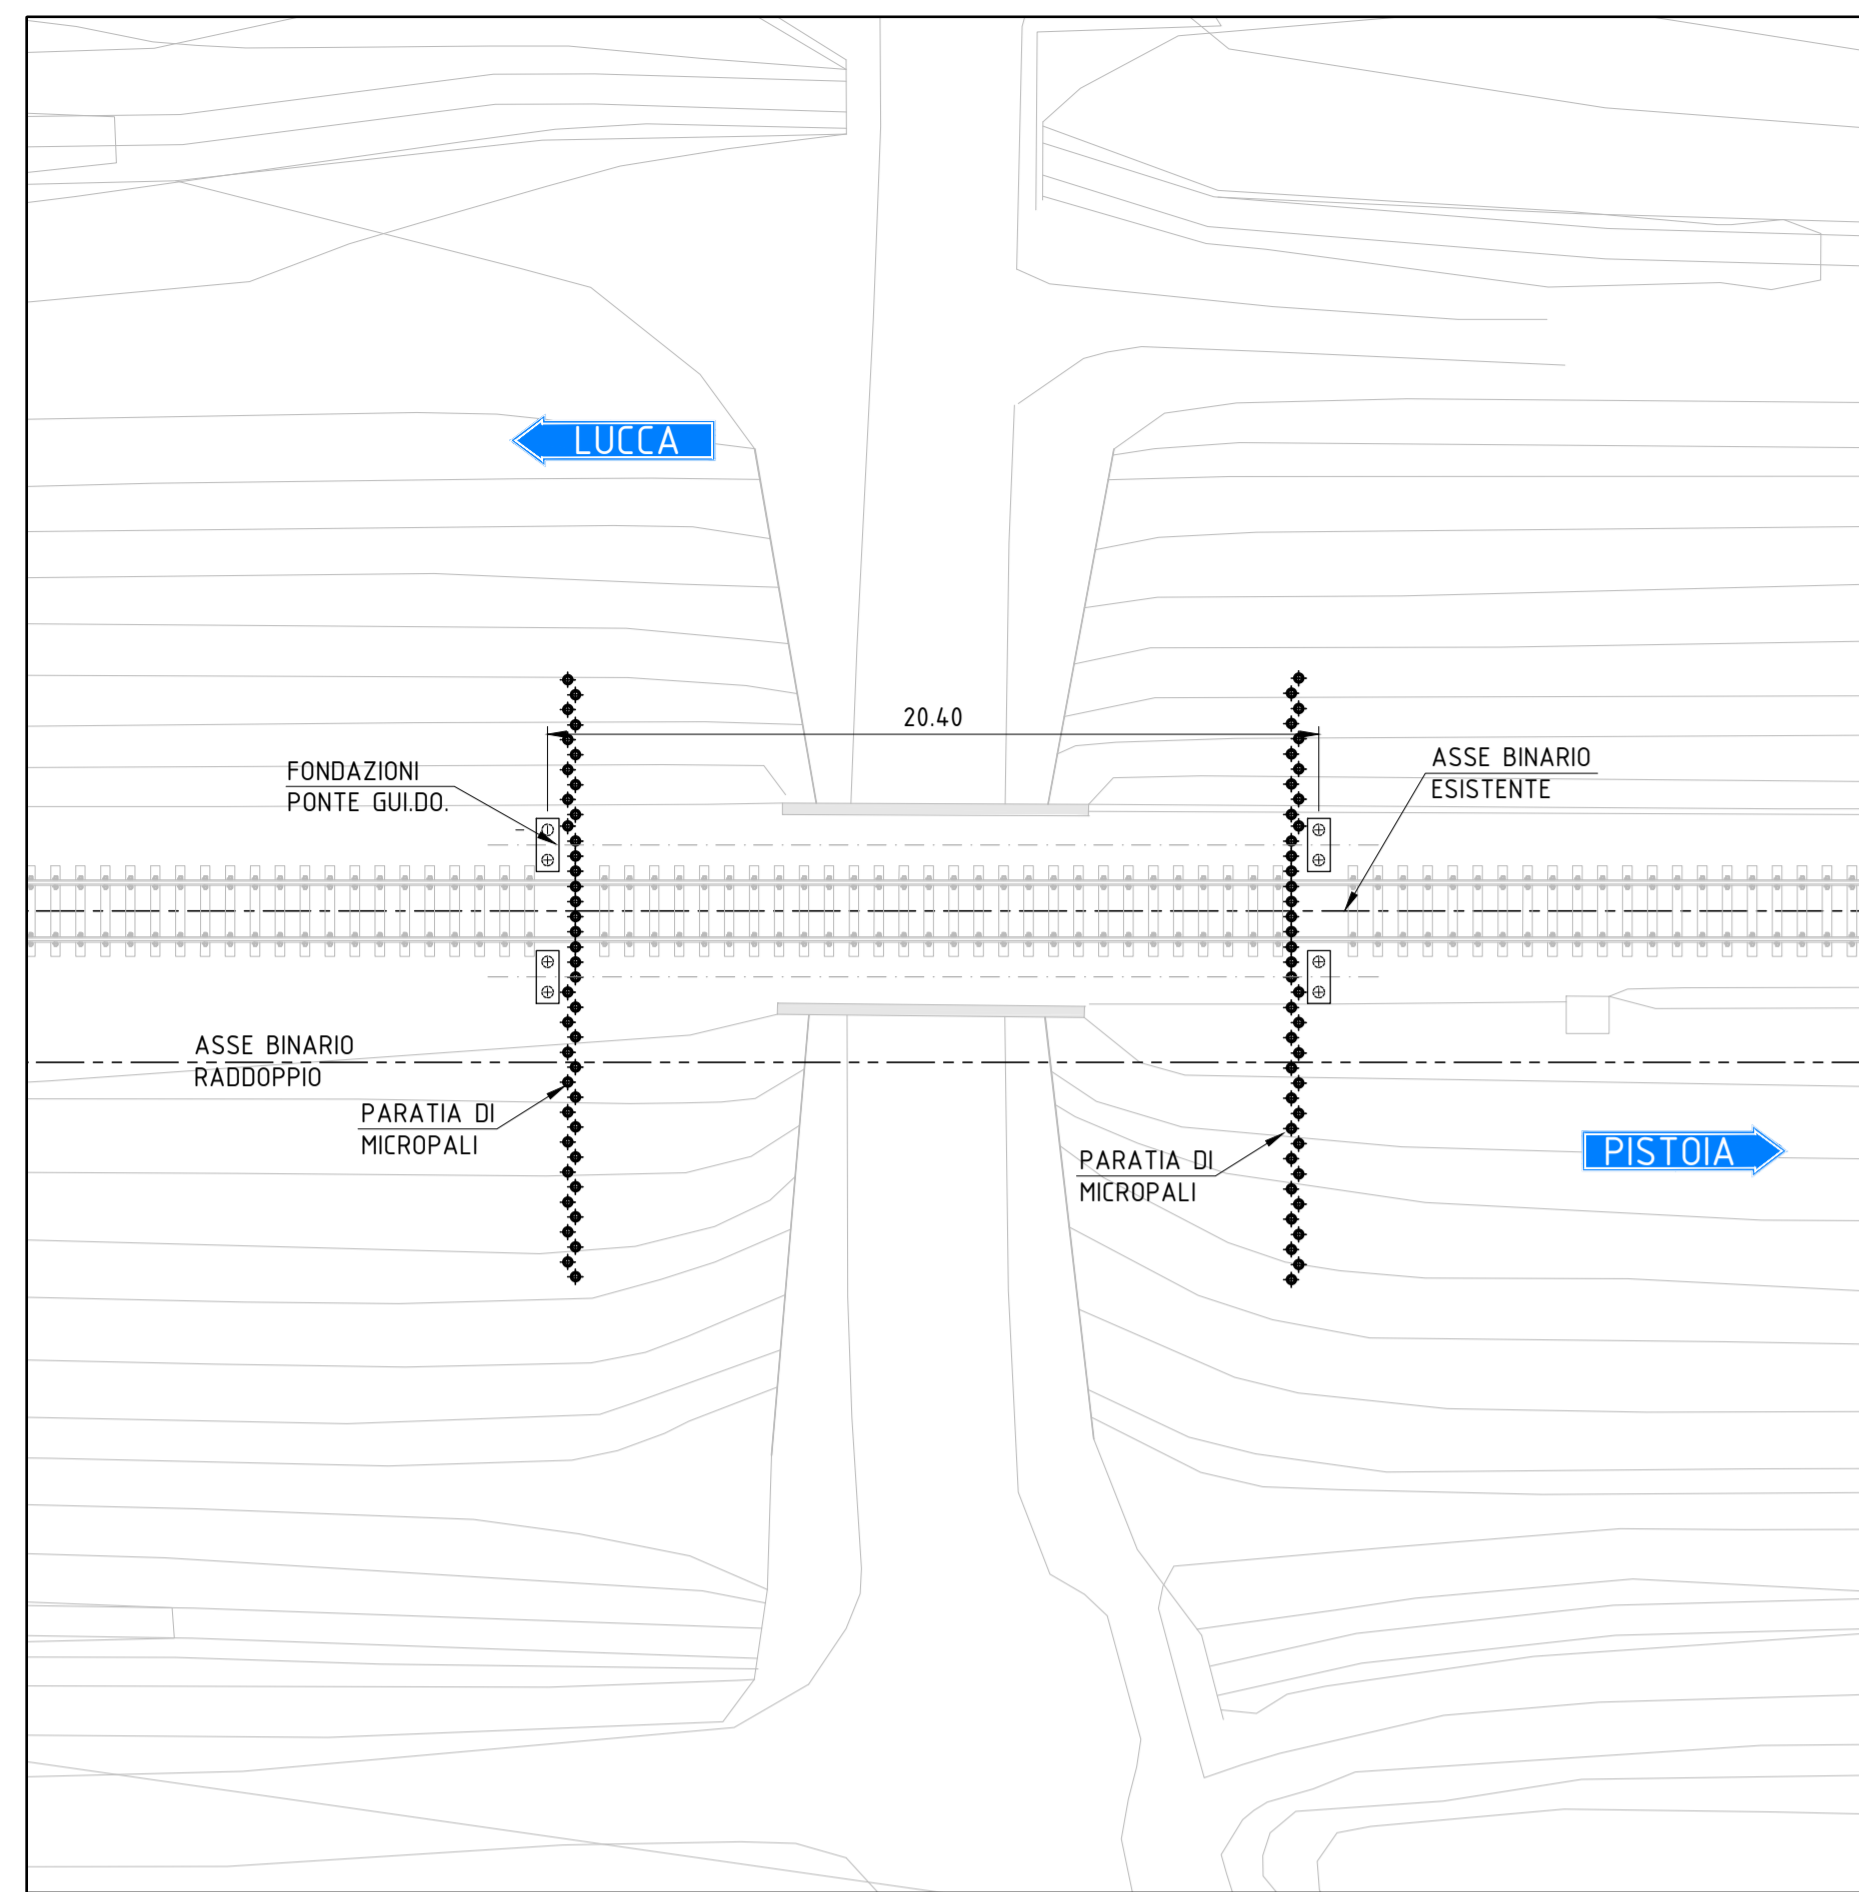 LUCCA
20.40
FONDAZIONI
PONTE GUI.DO.
ASSE BINARIO
ESISTENTE
ASSE BINARIO
RADDOPPIO
PARATIA DI
MICROPALI
PARATIA DI
MICROPALI
PISTOIA